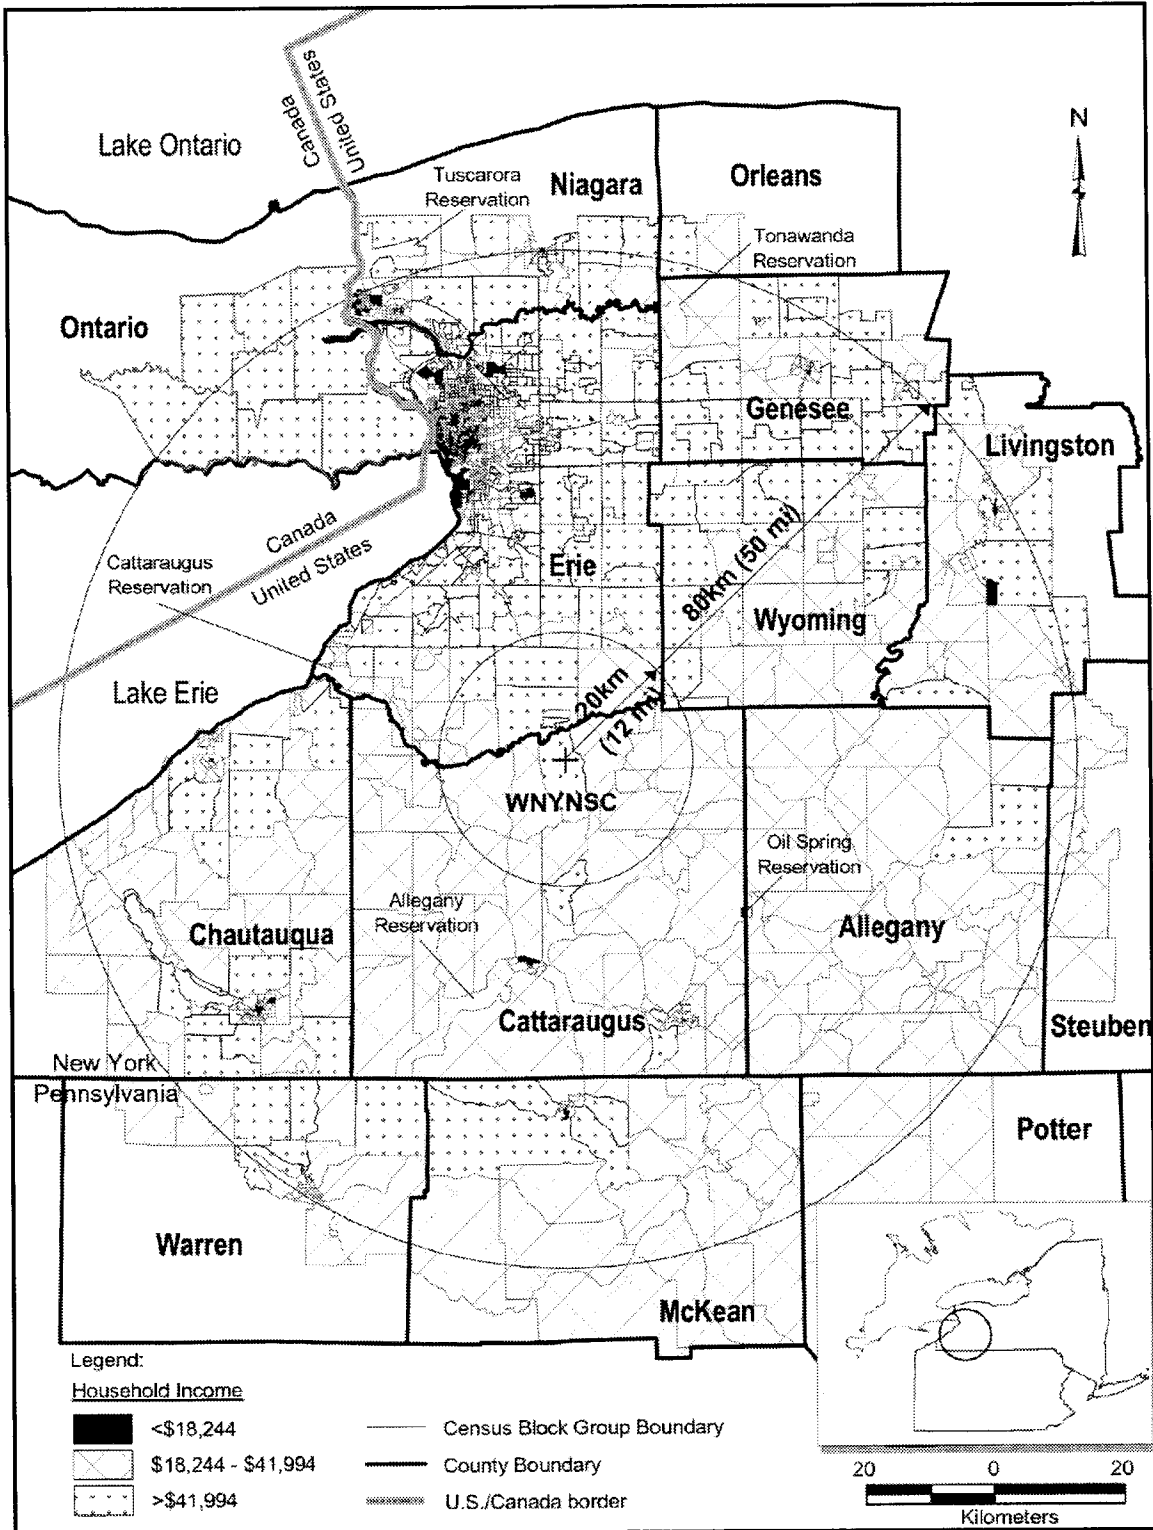 Canada
United States
Lake Ontario
N
Tuscarora
Reservation
Niagara
Orleans
Tonawanda
Reservation
Ontario
Genesee
Livingston
Canada
United States
Cattaraugus
Reservation
Erie
80km (50 mi)
Wyoming
Lake Erie
20km
(12 mi)
WNYNSC
Oil Spring
Reservation
Allegany
Reservation
Chautauqua
Allegany
Cattaraugus
Steuben
New York
Pennsylvania
Potter
Warren
McKean
Legend:
Household Income
<$18,244
$18,244 - $41,994
>$41,994
Census Block Group Boundary
County Boundary
U.S./Canada border
20 0 20
Kilometers